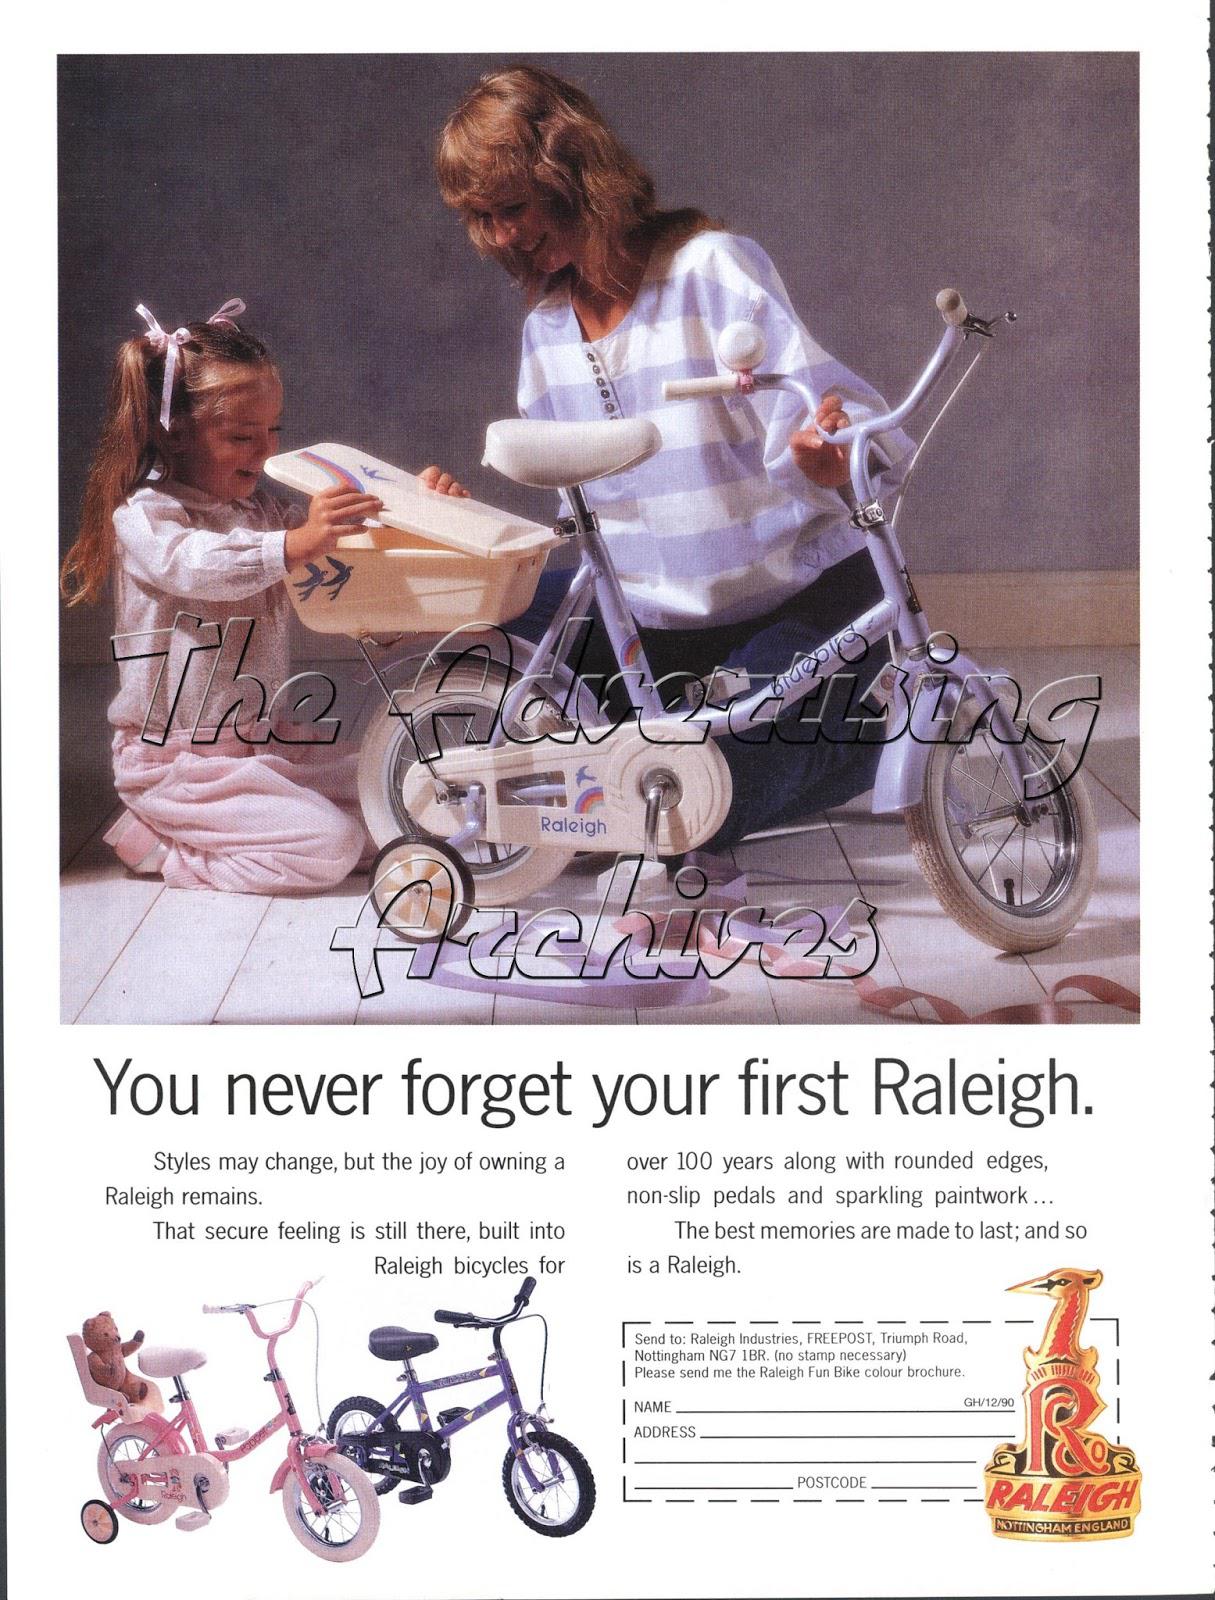 The Advertising
Archives
Bluebird
Raleigh
You never forget your first Raleigh.
Styles may change, but the joy of owning a
Raleigh remains.
That secure feeling is still there, built into
Raleigh bicycles for
over 100 years along with rounded edges,
non-slip pedals and sparkling paintwork...
The best memories are made to last; and so
is a Raleigh.
Raleigh
RALEIGH
Send to: Raleigh Industries, FREEPOST, Triumph Road,
Nottingham NG7 1BR. (no stamp necessary)
Please send me the Raleigh Fun Bike colour brochure.
NAME GH/12/90
ADDRESS
POSTCODE
R
RALEIGH
NOTTINGHAM ENGLAND